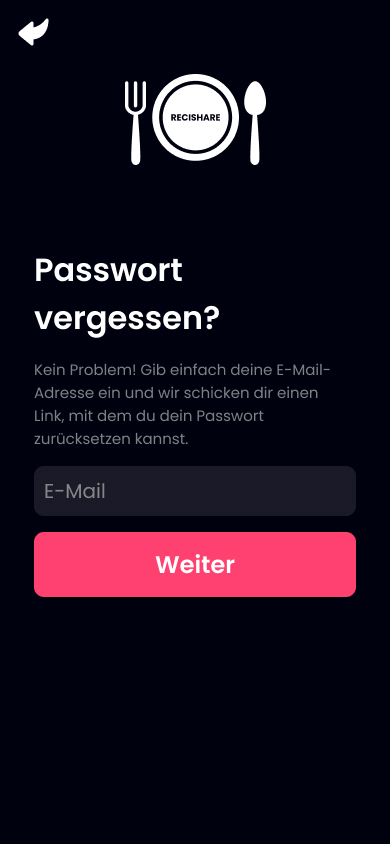 RECISHARE
Passwort
vergessen?
Kein Problem! Gib einfach deine E-Mail-
Adresse ein und wir schicken dir einen
Link, mit dem du dein Passwort
zurücksetzen kannst.
E-Mail
Weiter